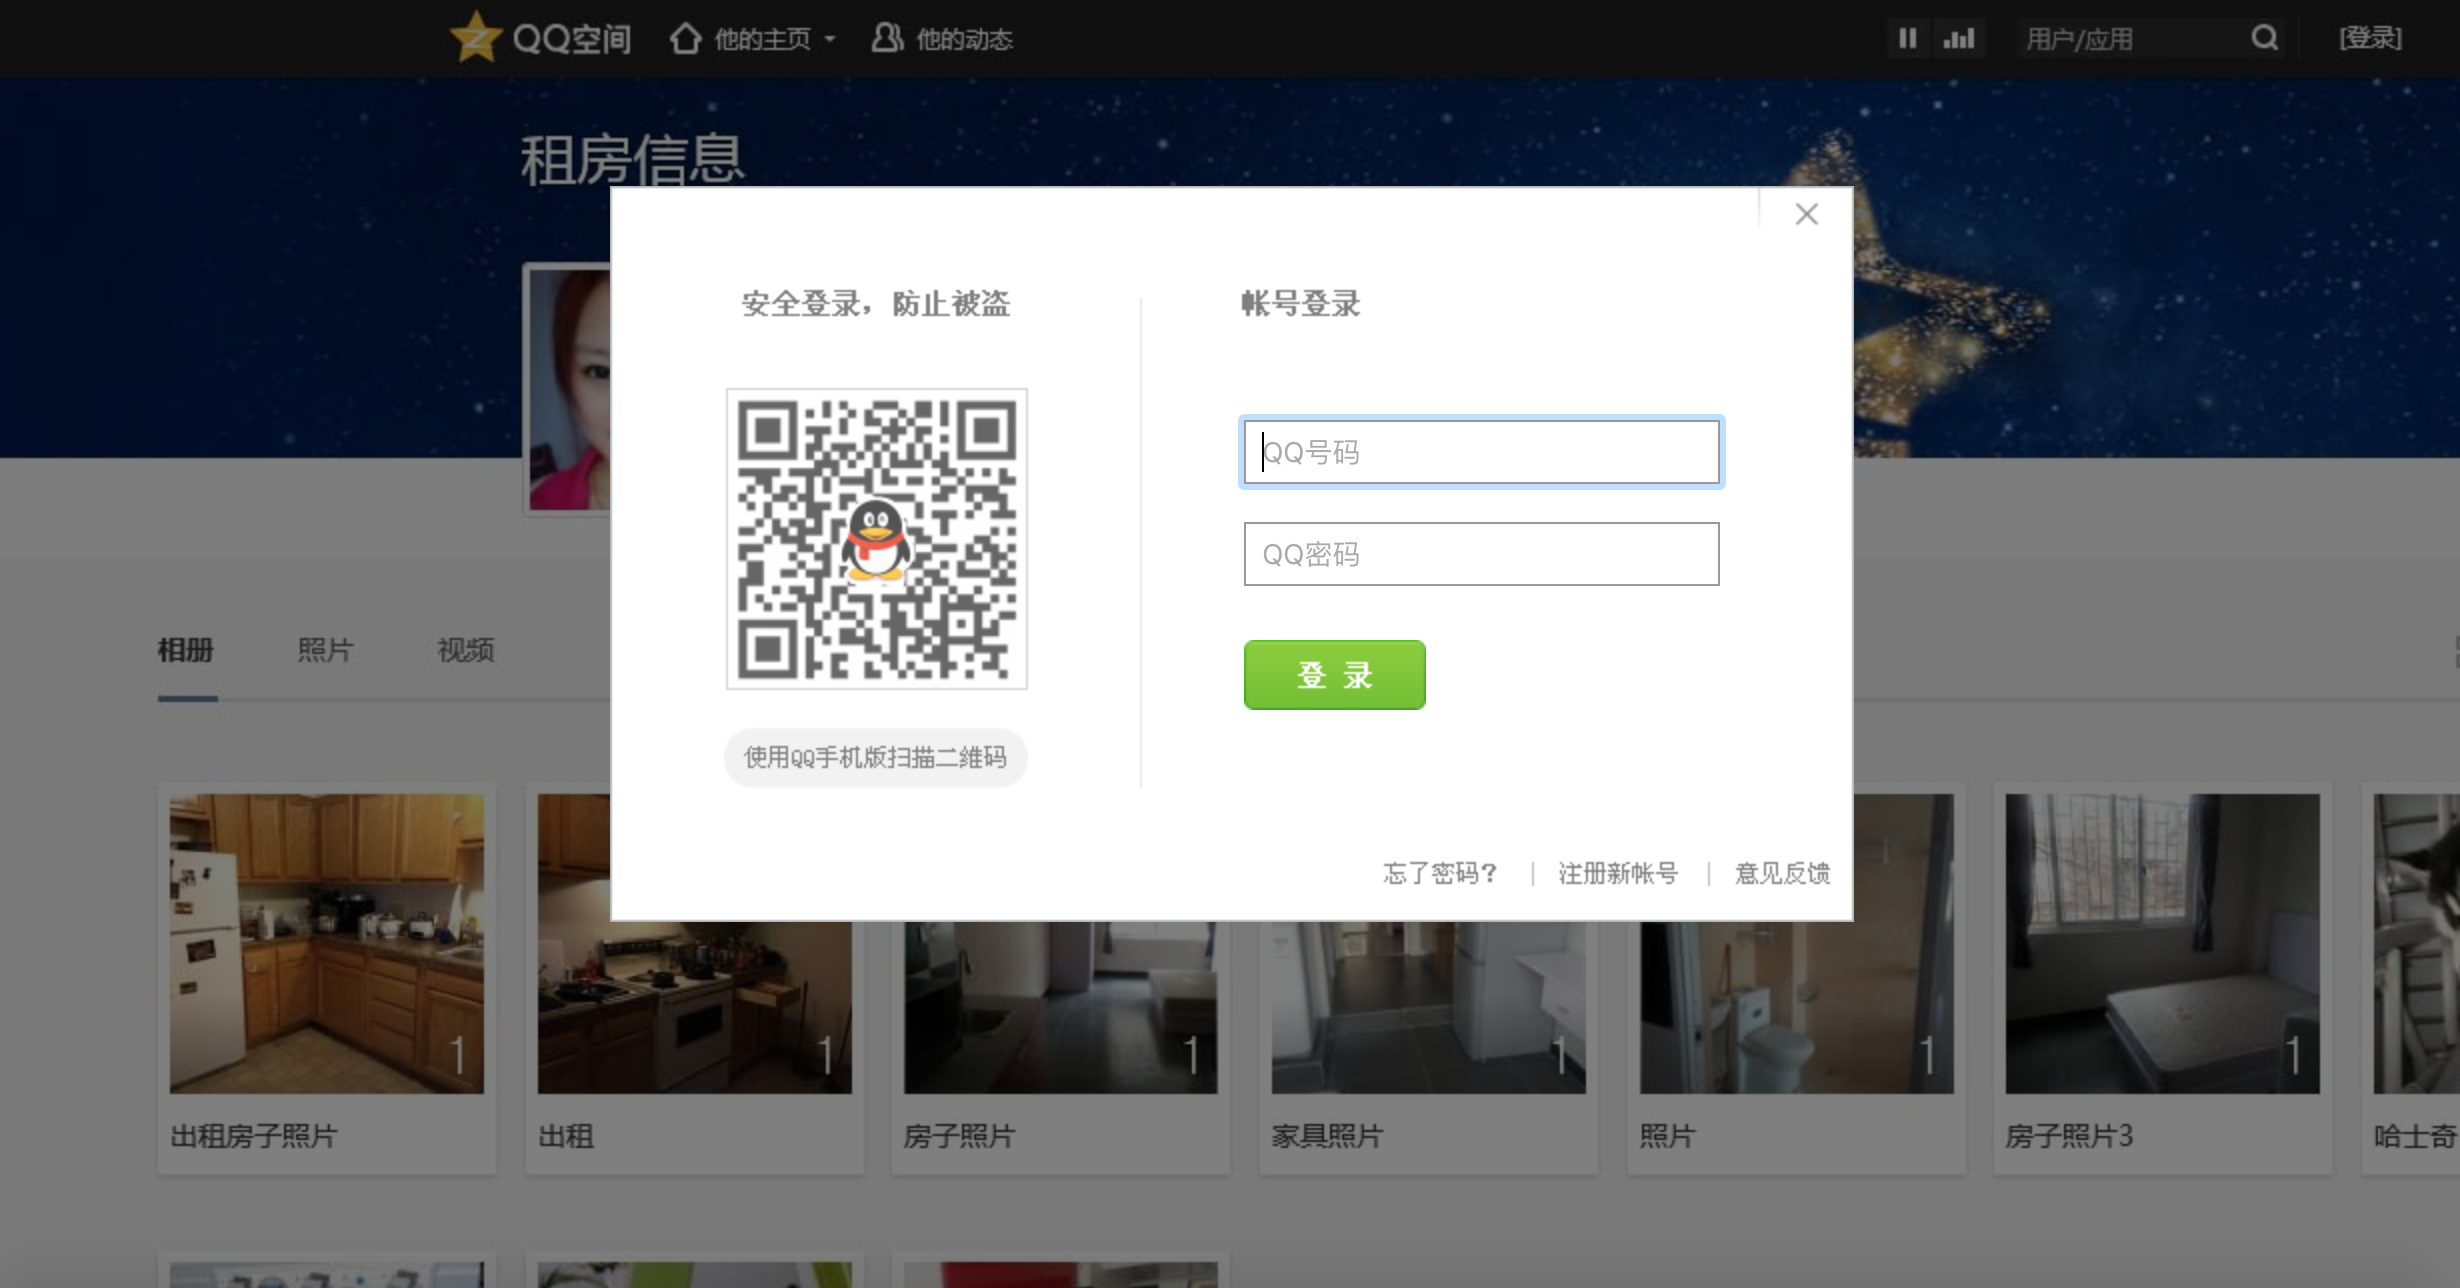 QQ空间
他的主页
他的动态
用户/应用
[登录]
租房信息
安全登录，防止被盗
帐号登录
QQ号码
QQ密码
登 录
使用QQ手机版扫描二维码
忘了密码？ | 注册新帐号 | 意见反馈
相册
照片
视频
1
1
1
1
1
1
出租房子照片
出租
房子照片
家具照片
照片
房子照片3
哈士奇